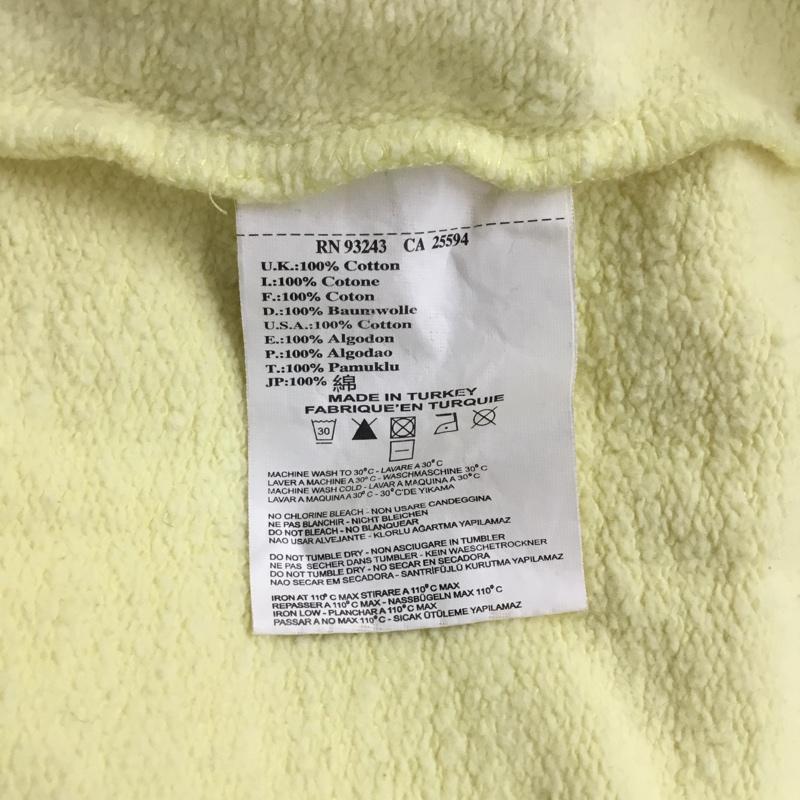 RN 93243 CA 25594
U.K.:100% Cotton
I.:100% Cotone
F.:100% Coton
D.:100% Baumwolle
U.S.A.:100% Cotton
E.:100% Algodon
P.:100% Algodao
T.:100% Pamuklu
JP:100% 綿
MADE IN TURKEY
FABRIQUE'EN TURQUIE
30
MACHINE WASH TO 30°C - LAVARE A 30°C
LAVER A MACHINE A 30°C - WASCHMASCHINE 30°C
MACHINE WASH COLD - LAVAR A MAQUINA A 30°C
LAVAR A MAQUINA A 30°C - 30°C'DE YIKAMA
NO CHLORINE BLEACH - NON USARE CANDEGGINA
NE PAS BLANCHIR - NICHT BLEICHEN
DO NOT BLEACH - NO BLANQUEAR
NAO USAR ALVEJANTE - KLORLU AĞARTMA YAPILAMAZ
DO NOT TUMBLE DRY - NON ASCIUGARE IN TUMBLER
NE PAS SECHER DANS TUMBLER - KEIN WAESCHETROCKNER
DO NOT TUMBLE DRY - NO SECAR EN SECADORA
NAO SECAR EM SECADORA - SANTRİFÜJLÜ KURUTMA YAPILAMAZ
IRON AT 110°C MAX STIRARE A 110°C MAX
REPASSER A 110°C MAX - NASSBÜGELN MAX 110°C
IRON LOW - PLANCHAR A 110°C MAX
PASSAR A NO MAX 110°C - SICAK ÜTÜLEME YAPILAMAZ